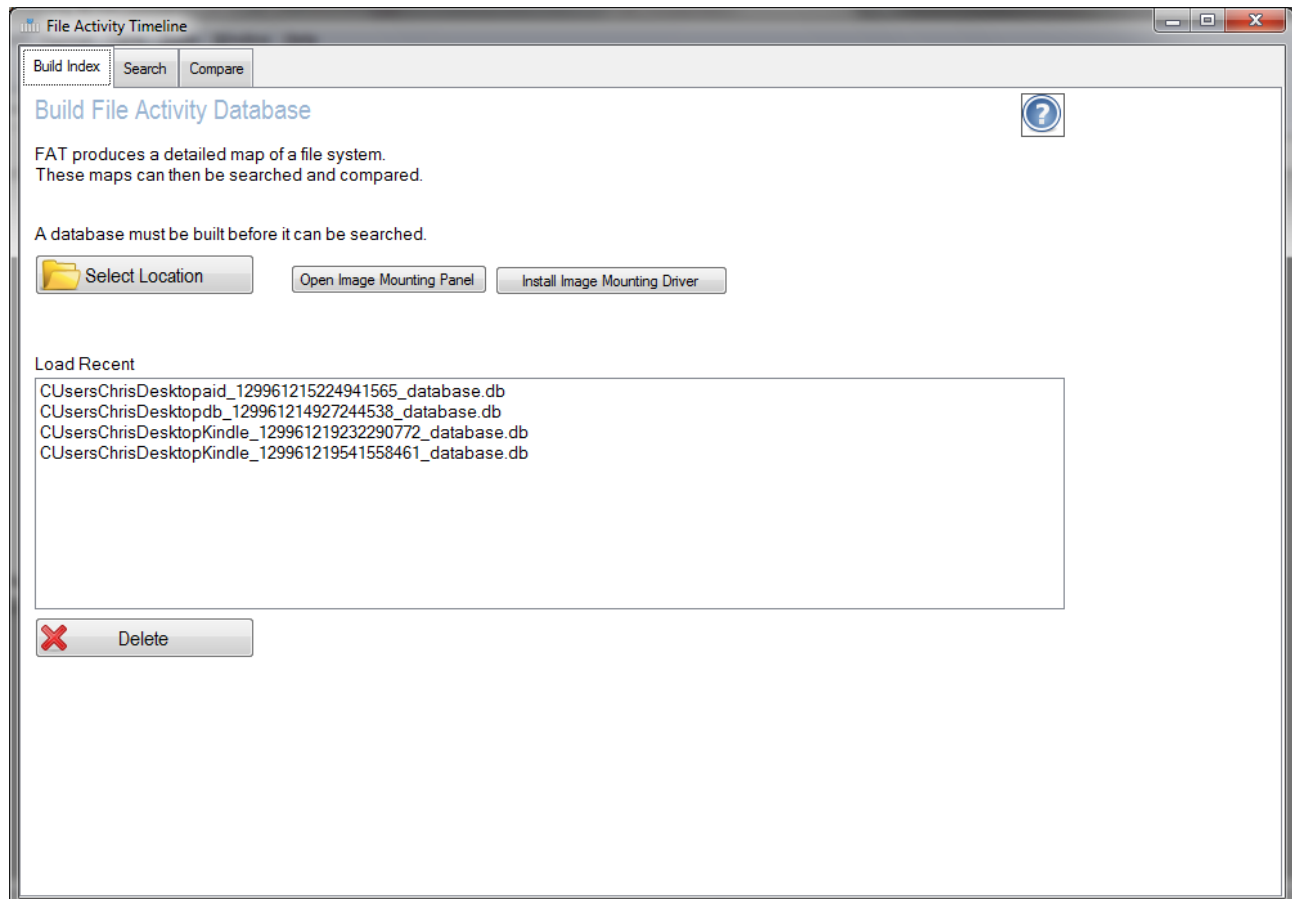 File Activity Timeline
Build Index Search Compare
Build File Activity Database
FAT produces a detailed map of a file system.
These maps can then be searched and compared.
A database must be built before it can be searched.
Select Location Open Image Mounting Panel Install Image Mounting Driver
Load Recent
CUsersChrisDesktopaid_129961215224941565_database.db
CUsersChrisDesktopdb_129961214927244538_database.db
CUsersChrisDesktopKindle_129961219232290772_database.db
CUsersChrisDesktopKindle_129961219541558461_database.db
Delete